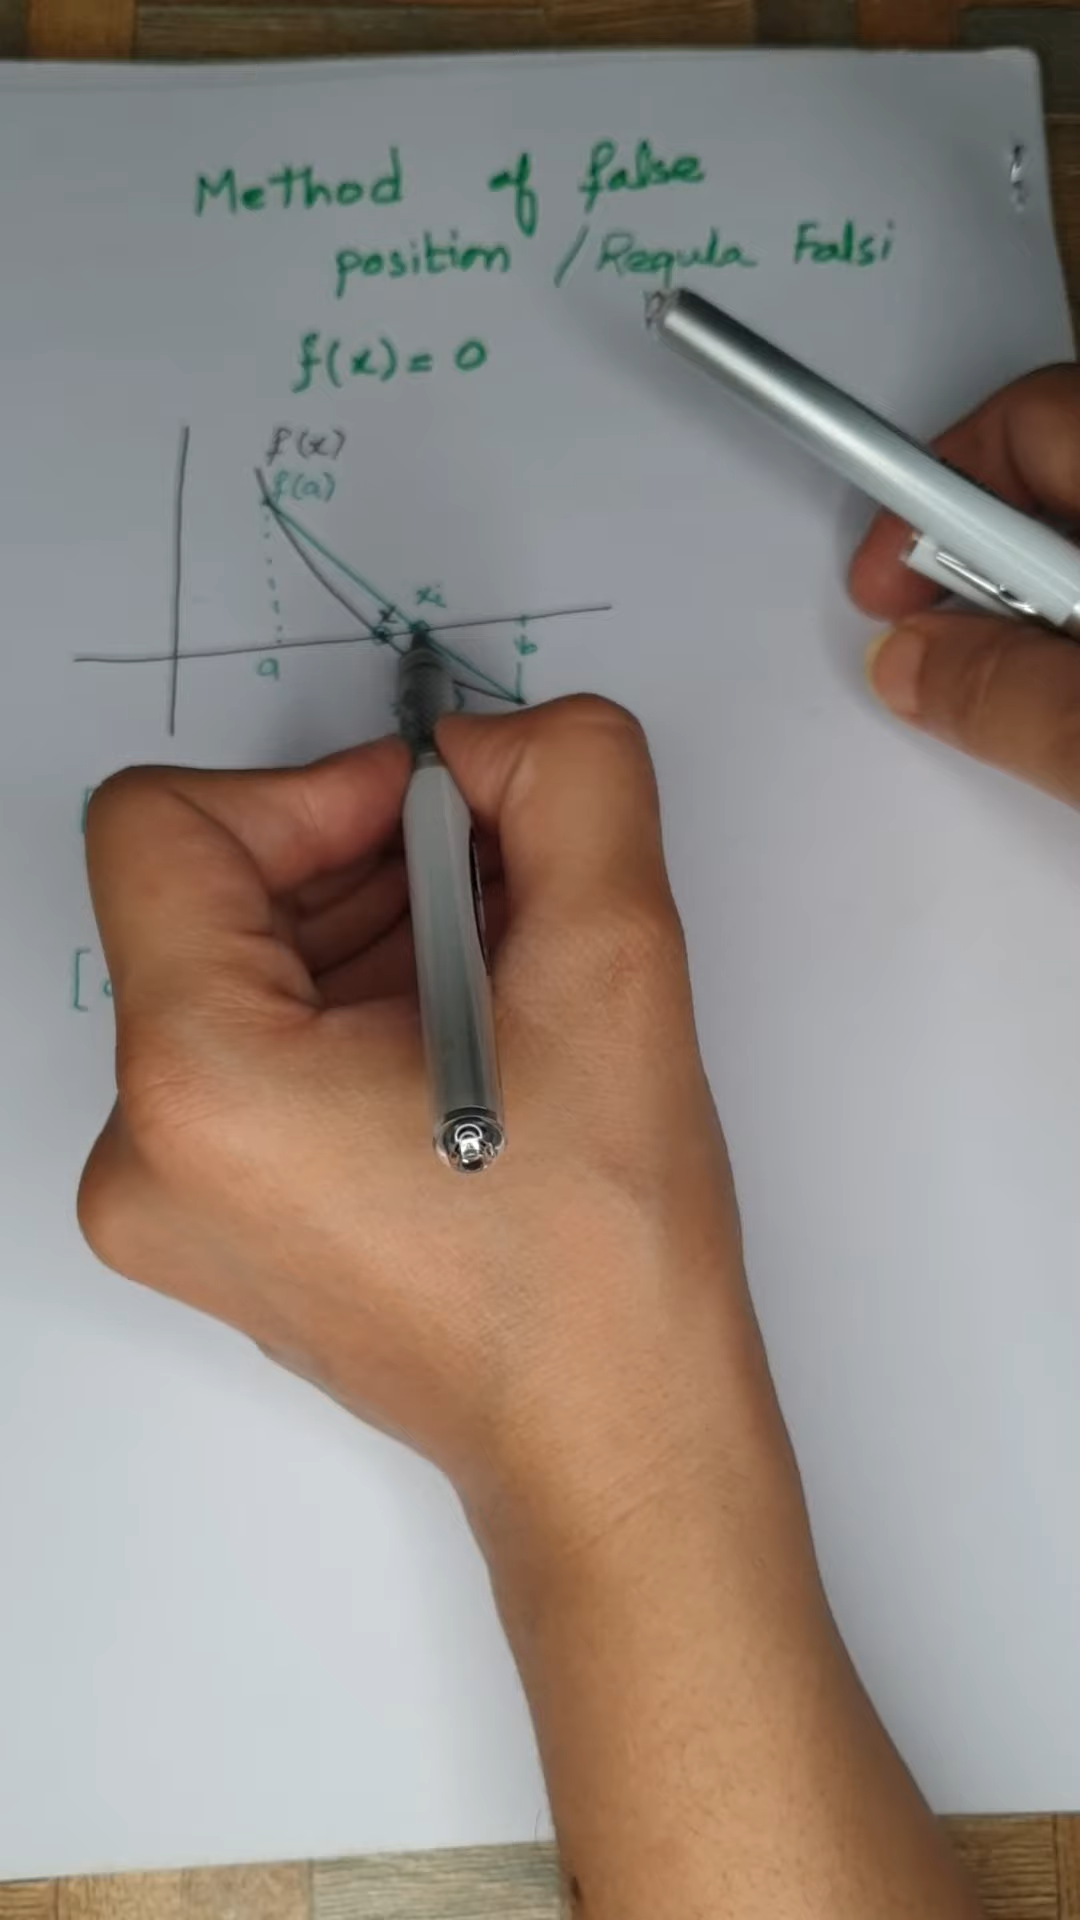 Method of false
position / Regula Falsi
f(x) = 0
f(x)
f(a)
xi
x
a
b
[